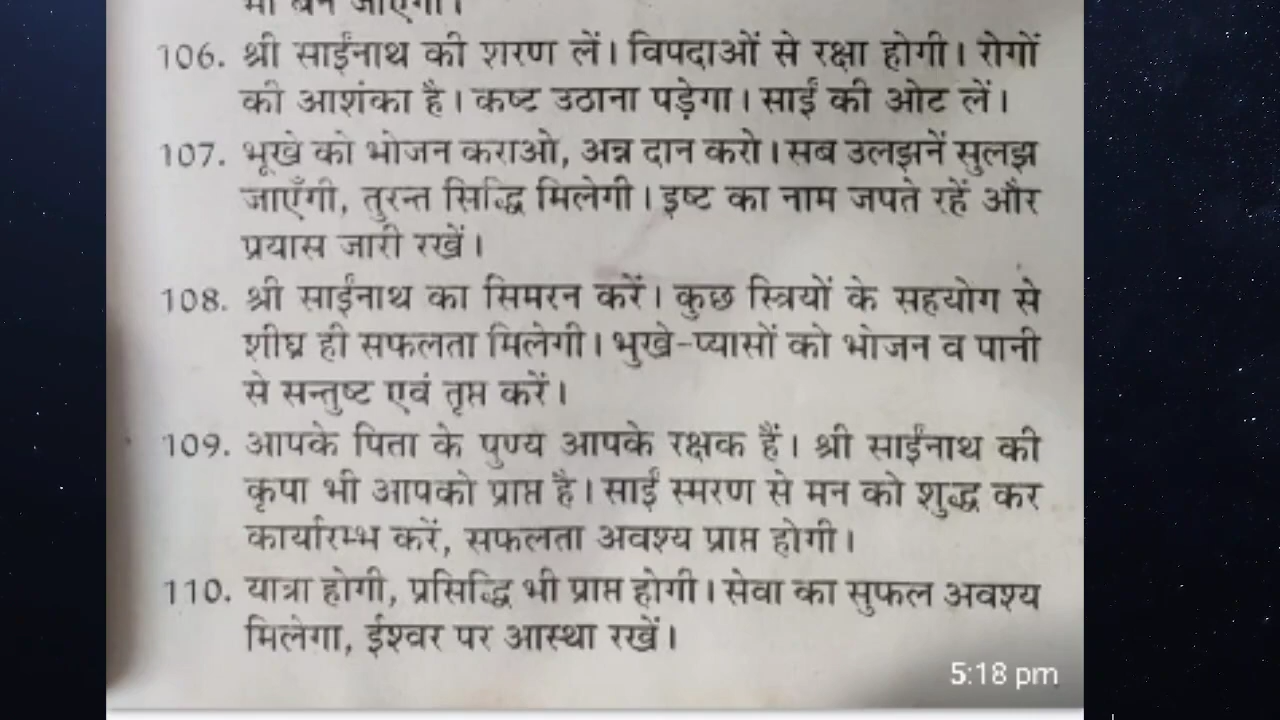 भी बन जाएगा।
106. श्री साईंनाथ की शरण लें। विपदाओं से रक्षा होगी। रोगों
की आशंका है। कष्ट उठाना पड़ेगा। साईं की ओट लें।
107. भूखे को भोजन कराओ, अन्न दान करो। सब उलझनें सुलझ
जाएँगी, तुरन्त सिद्धि मिलेगी। इष्ट का नाम जपते रहें और
प्रयास जारी रखें।
108. श्री साईंनाथ का सिमरन करें। कुछ स्त्रियों के सहयोग से
शीघ्र ही सफलता मिलेगी। भुखे-प्यासों को भोजन व पानी
से सन्तुष्ट एवं तृप्त करें।
109. आपके पिता के पुण्य आपके रक्षक हैं। श्री साईंनाथ की
कृपा भी आपको प्राप्त है। साईं स्मरण से मन को शुद्ध कर
कार्यारम्भ करें, सफलता अवश्य प्राप्त होगी।
110. यात्रा होगी, प्रसिद्धि भी प्राप्त होगी। सेवा का सुफल अवश्य
मिलेगा, ईश्वर पर आस्था रखें।
5:18 pm